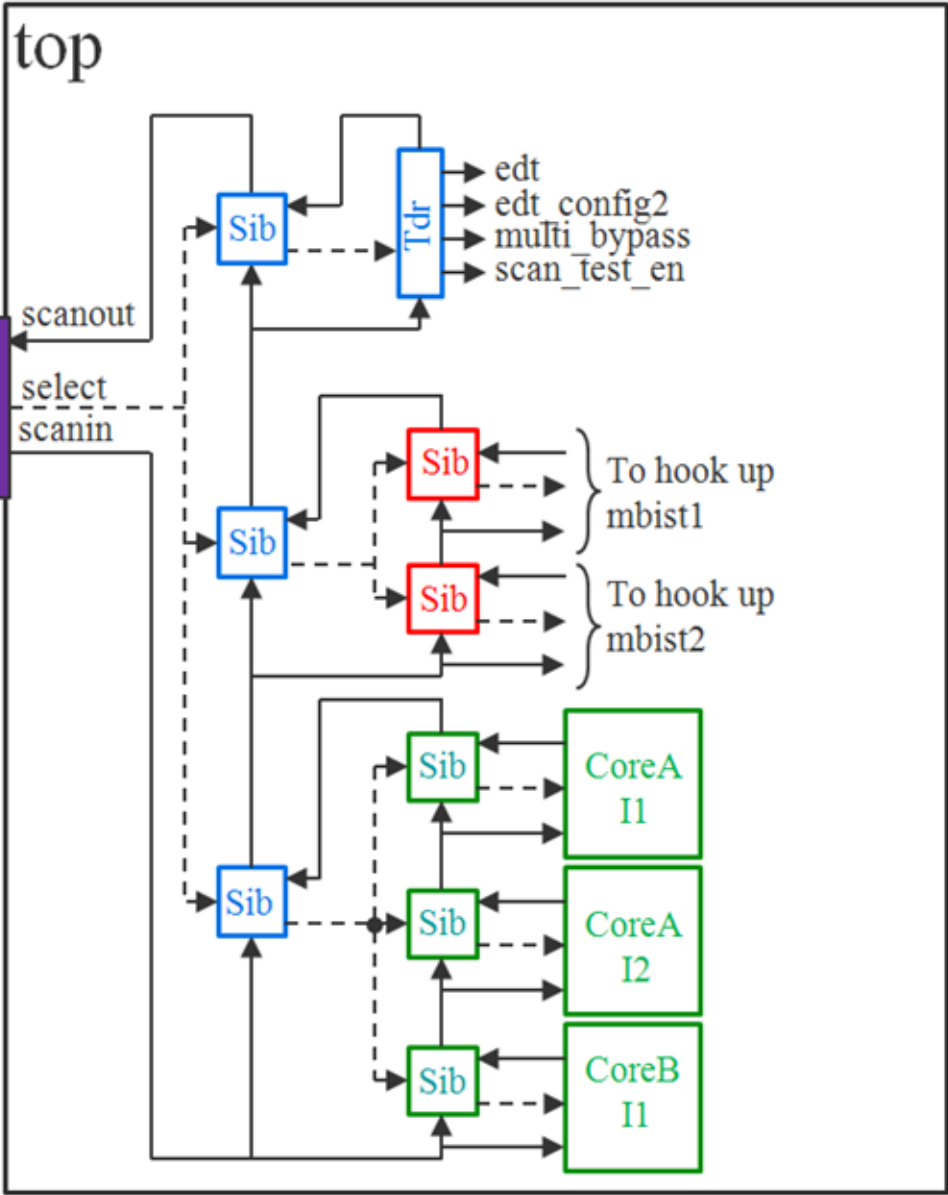 top
edt
Sib
Tdr
edt_config2
multi_bypass
scan_test_en
scanout
select
scanin
Sib
To hook up
mbist1
Sib
Sib
To hook up
mbist2
Sib
CoreA
I1
Sib
Sib
CoreA
I2
Sib
CoreB
I1